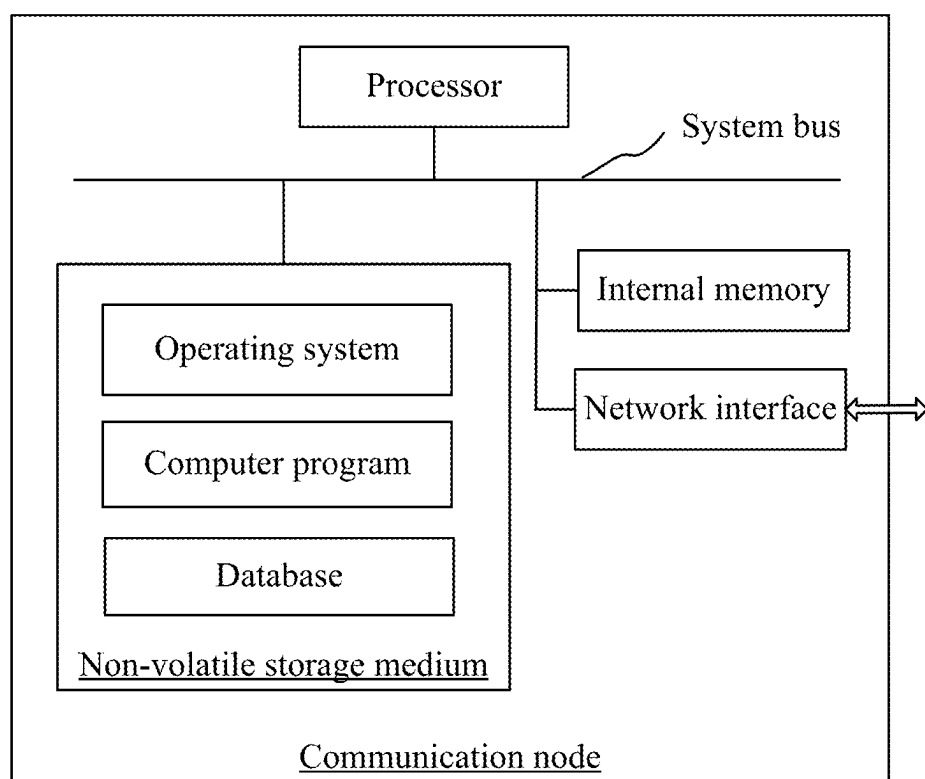 Processor
System bus
Internal memory
Operating system
Network interface
Computer program
Database
Non-volatile storage medium
Communication node